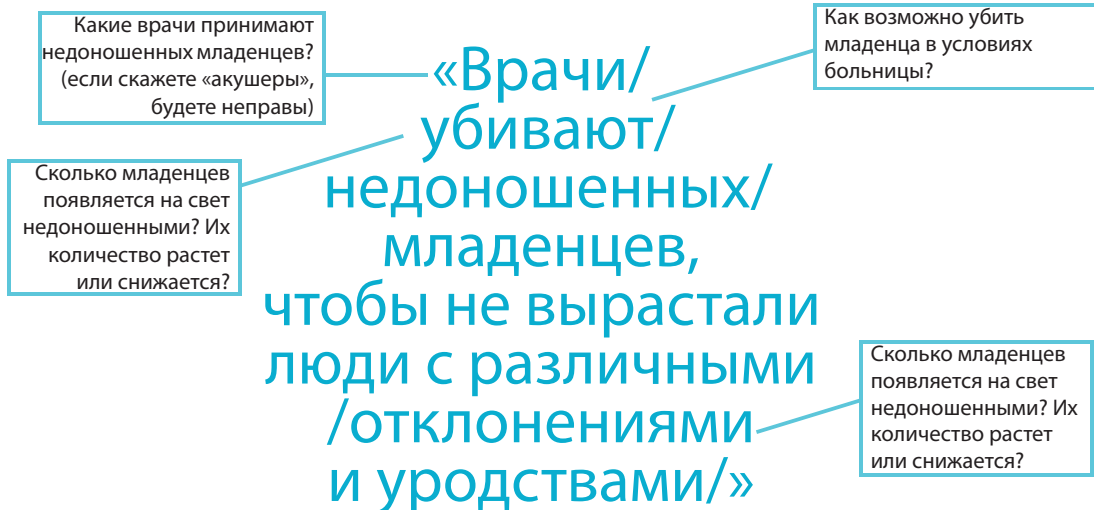 Какие врачи принимают
недоношенных младенцев?
(если скажете «акушеры»,
будете неправы)
Как возможно убить
младенца в условиях
больницы?
«Врачи/
убивают/
недоношенных/
младенцев,
чтобы не вырастали
люди с различными
/отклонениями
и уродствами/»
Сколько младенцев
появляется на свет
недоношенными? Их
количество растет
или снижается?
Сколько младенцев
появляется на свет
недоношенными? Их
количество растет
или снижается?